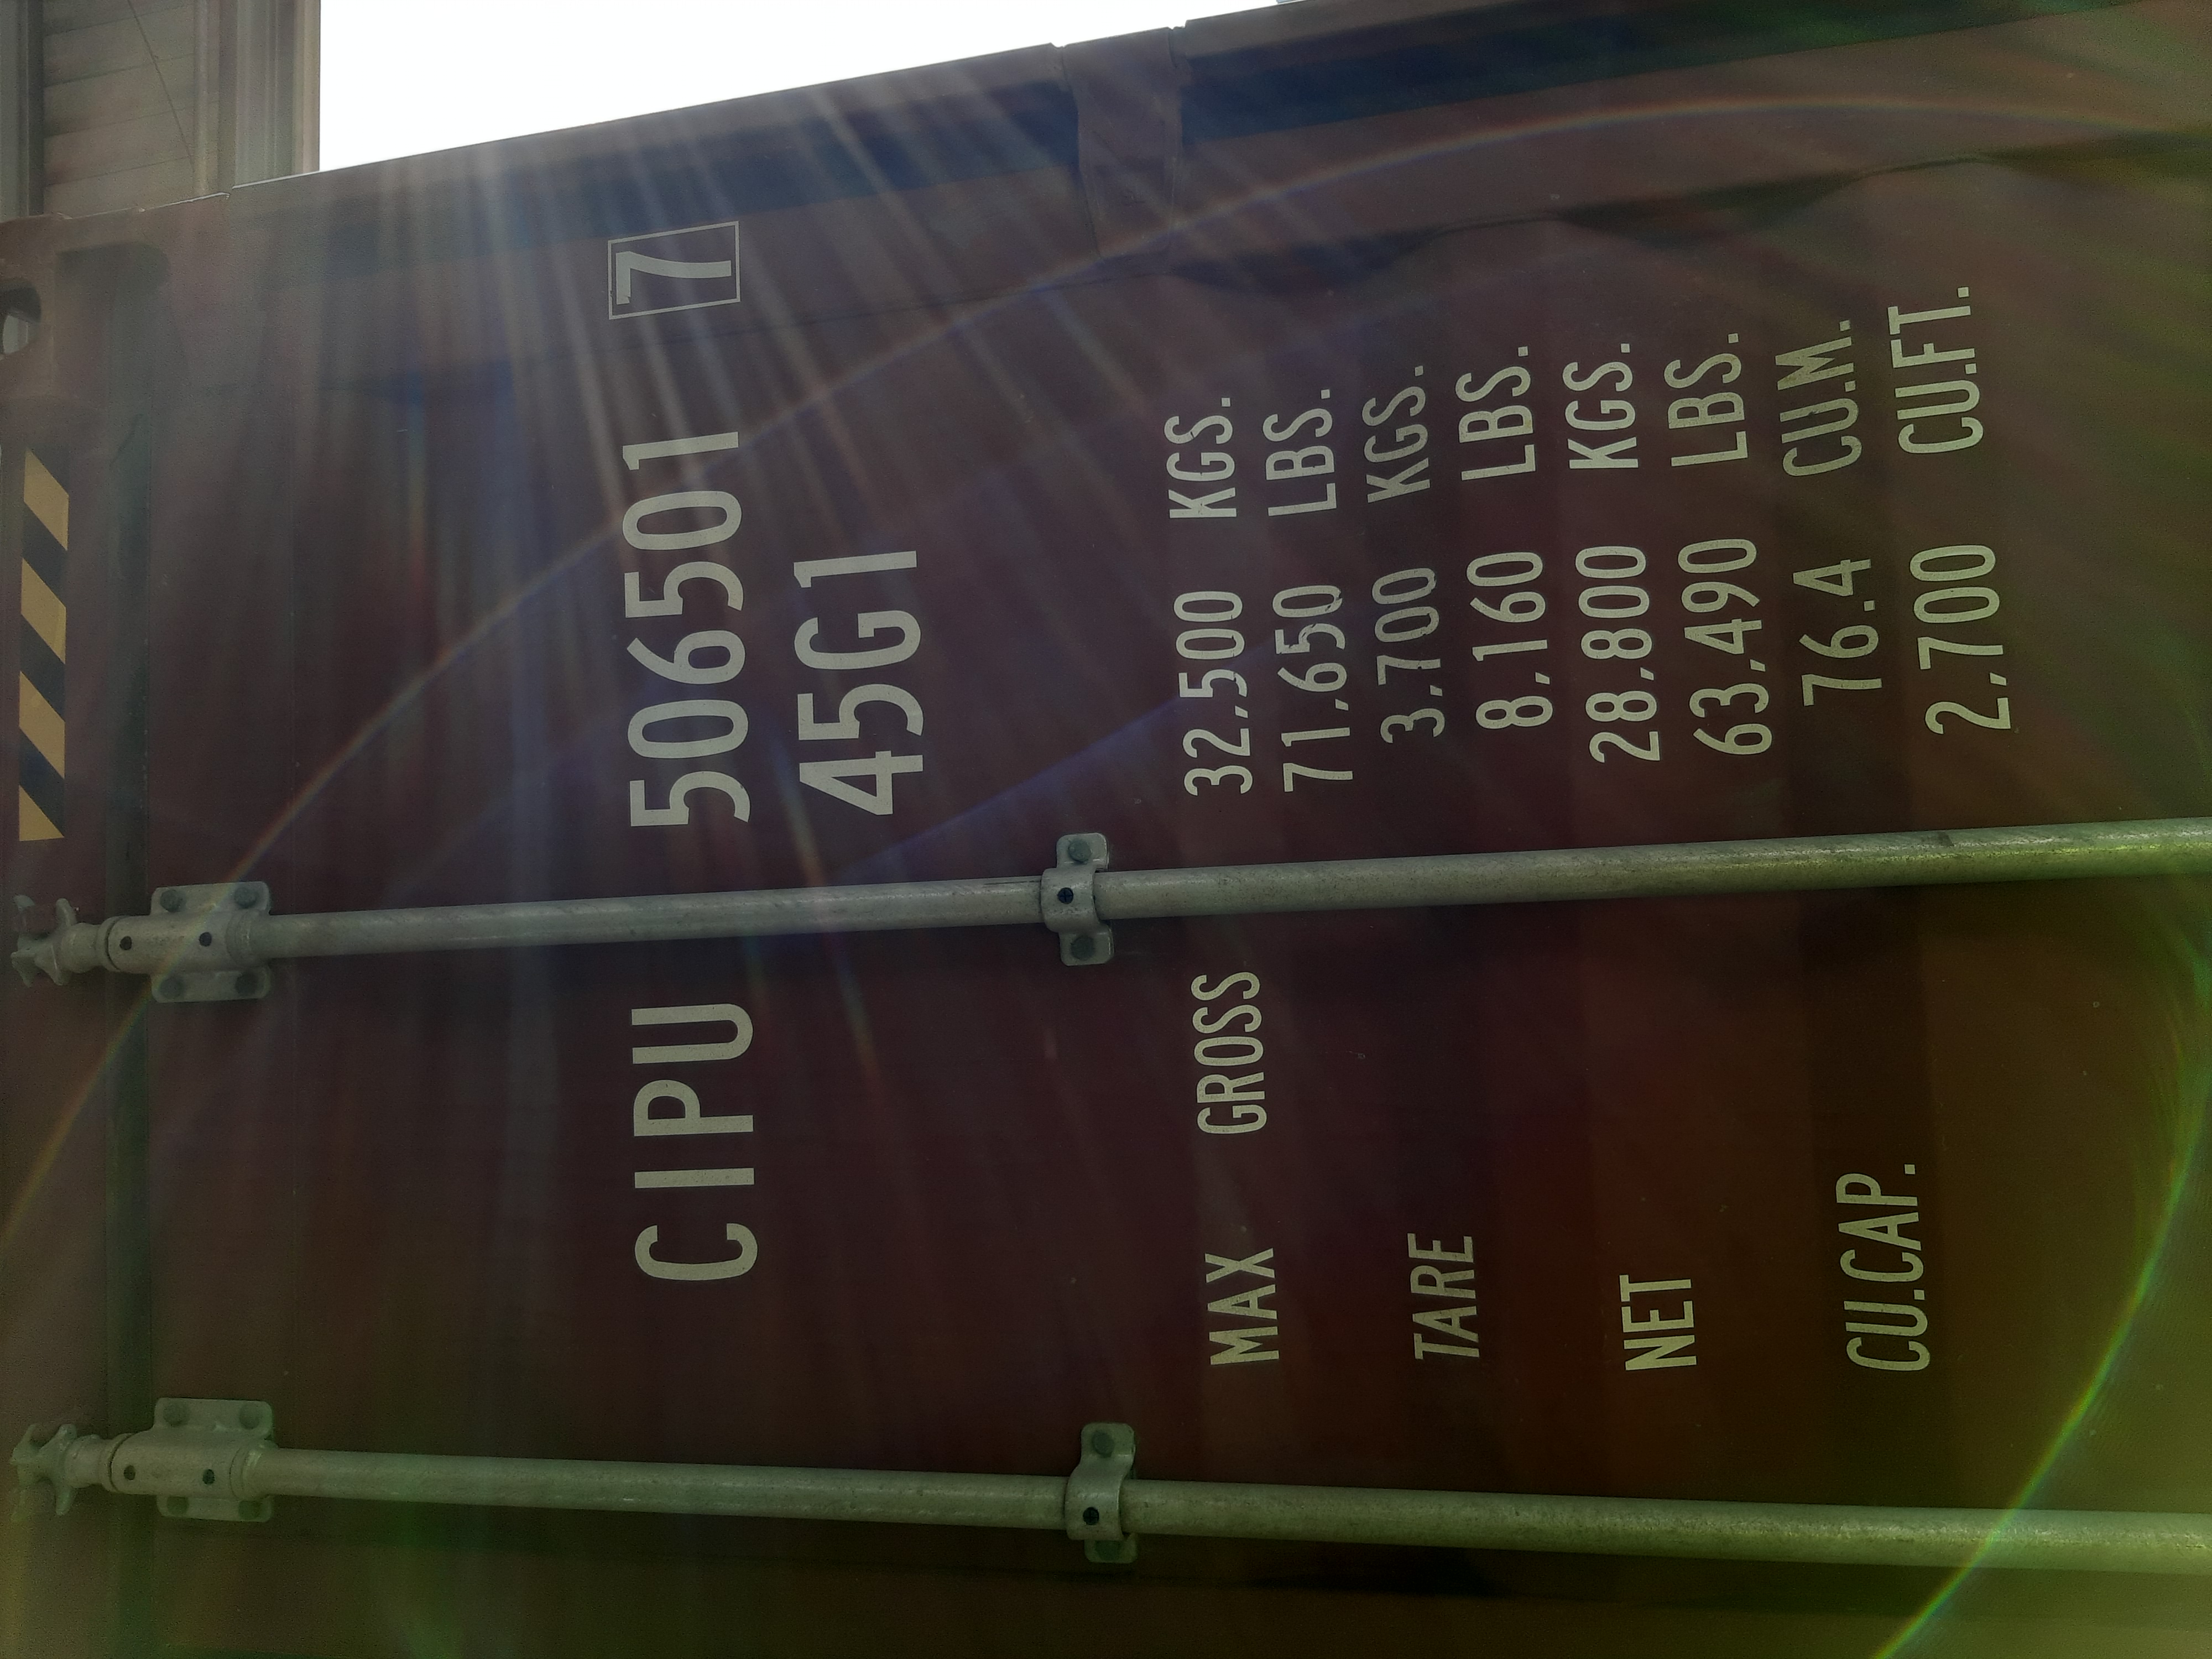 CIPU 506501 7
45G1
MAX GROSS 32,500 KGS.
71,650 LBS.
TARE 3,700 KGS.
8,160 LBS.
NET 28,800 KGS.
63,490 LBS.
CU.CAP. 76.4 CU.M.
2,700 CU.FT.